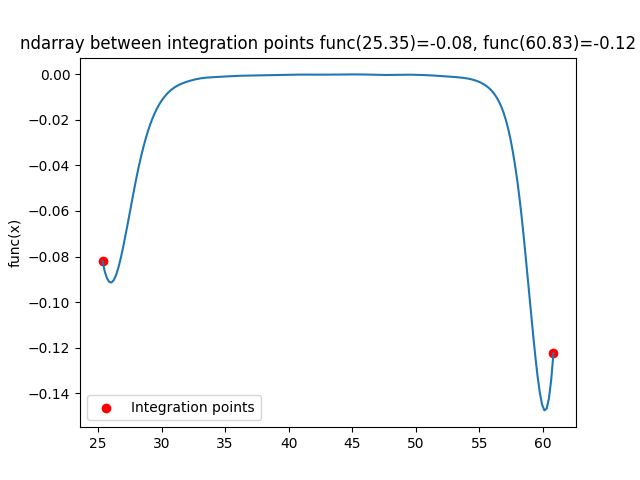 ndarray between integration points func(25.35)=-0.08, func(60.83)=-0.12
0.00
−0.02
−0.04
−0.06
−0.08
−0.10
−0.12
−0.14
func(x)
Integration points
25 30 35 40 45 50 55 60